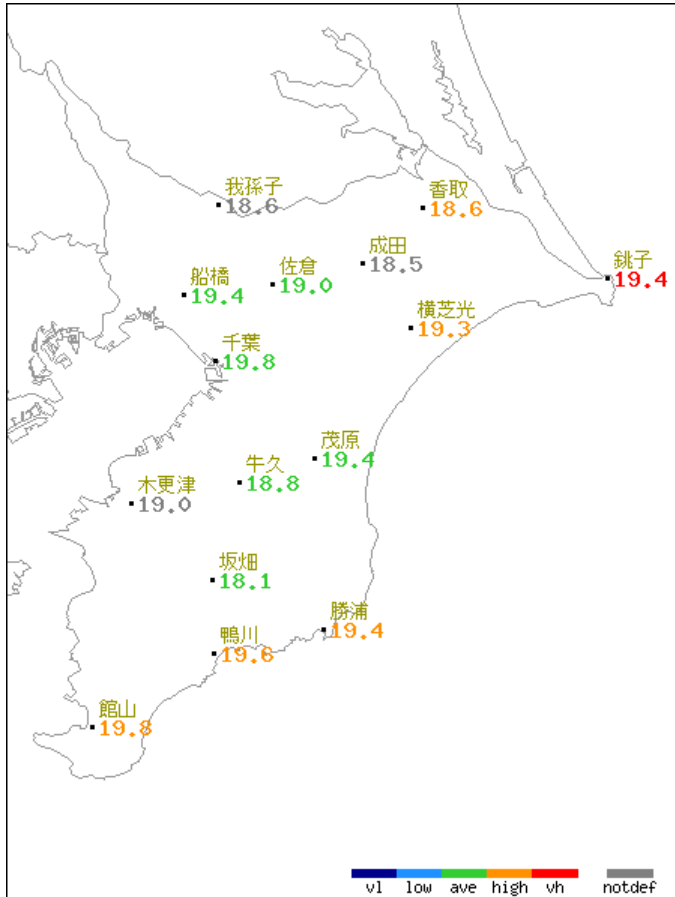 我孫子
18.6
香取
18.6
成田
18.5
佐倉
19.0
船橋
19.4
銚子
19.4
横芝光
19.3
千葉
19.8
茂原
19.4
牛久
18.8
木更津
19.0
坂畑
18.1
勝浦
19.4
鴨川
19.6
館山
19.8
vl low ave high vh notdef